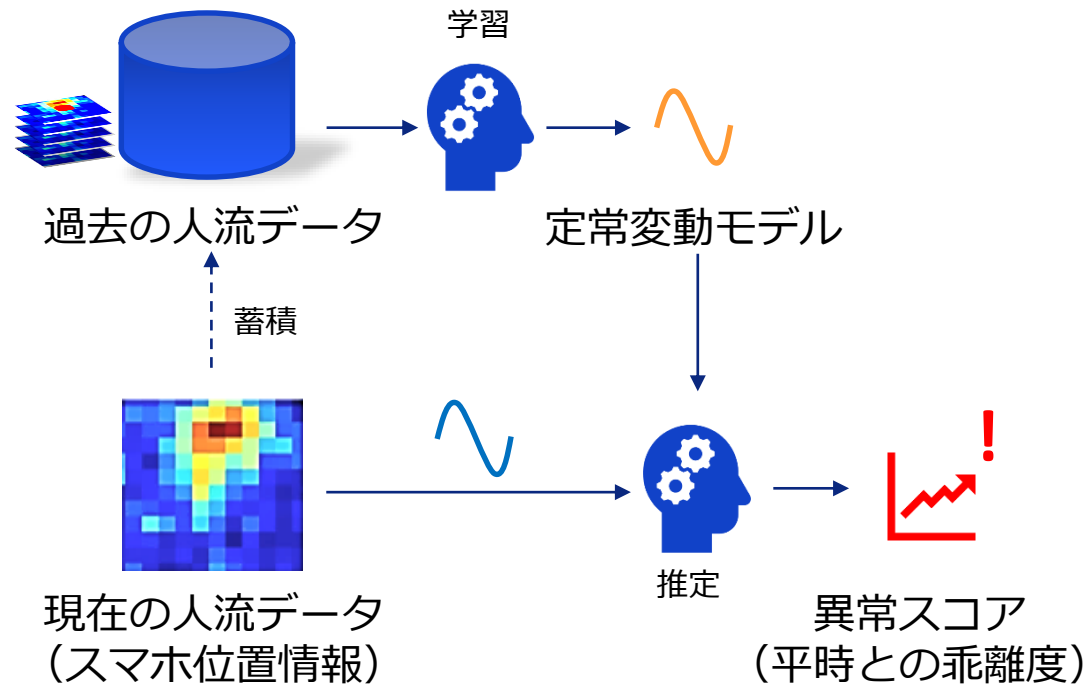 学習
過去の人流データ
定常変動モデル
蓄積
推定
現在の人流データ
（スマホ位置情報）
異常スコア
（平時との乖離度）
！